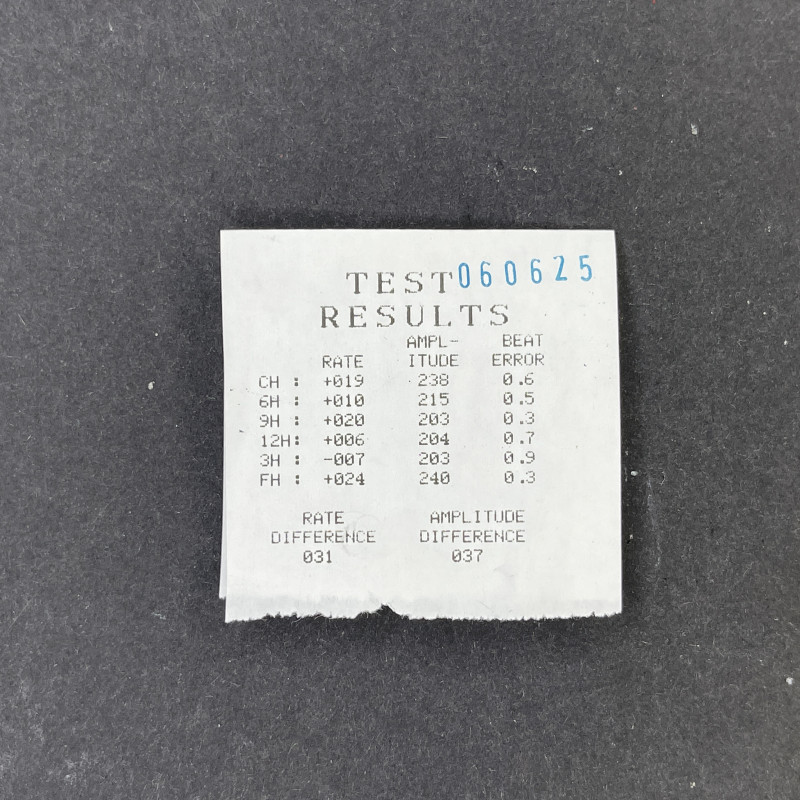 TEST 060625
RESULTS
AMPL- BEAT
RATE ITUDE ERROR
CH : +019 238 0.6
6H : +010 215 0.5
9H : +020 203 0.3
12H: +006 204 0.7
3H : -007 203 0.9
FH : +024 240 0.3
RATE AMPLITUDE
DIFFERENCE DIFFERENCE
031 037